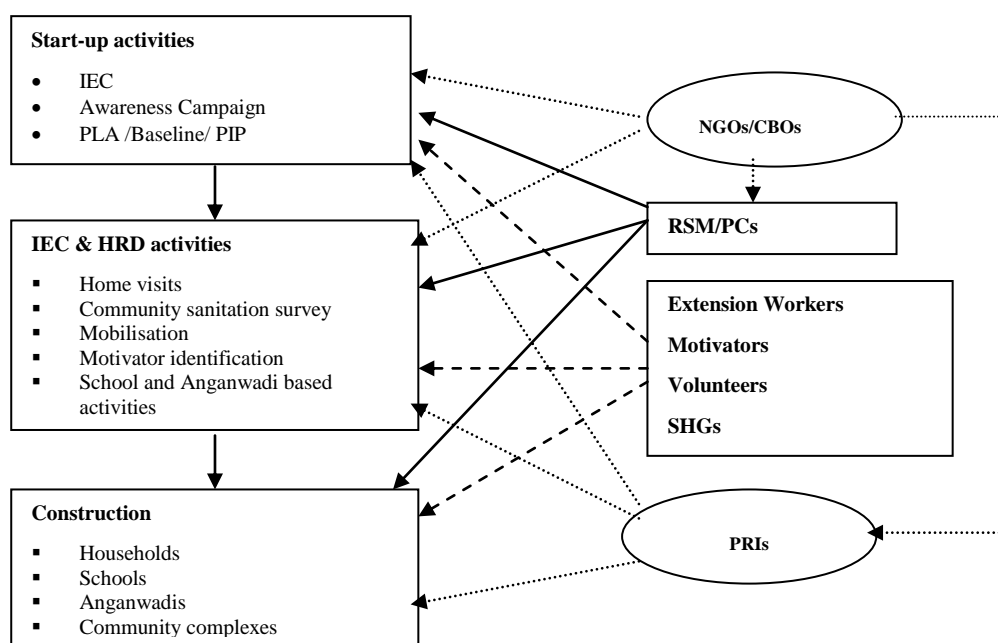 Start-up activities
• IEC
• Awareness Campaign
• PLA /Baseline/ PIP
IEC & HRD activities
▪ Home visits
▪ Community sanitation survey
▪ Mobilisation
▪ Motivator identification
▪ School and Anganwadi based
activities
Construction
▪ Households
▪ Schools
▪ Anganwadis
▪ Community complexes
NGOs/CBOs
RSM/PCs
Extension Workers
Motivators
Volunteers
SHGs
PRIs